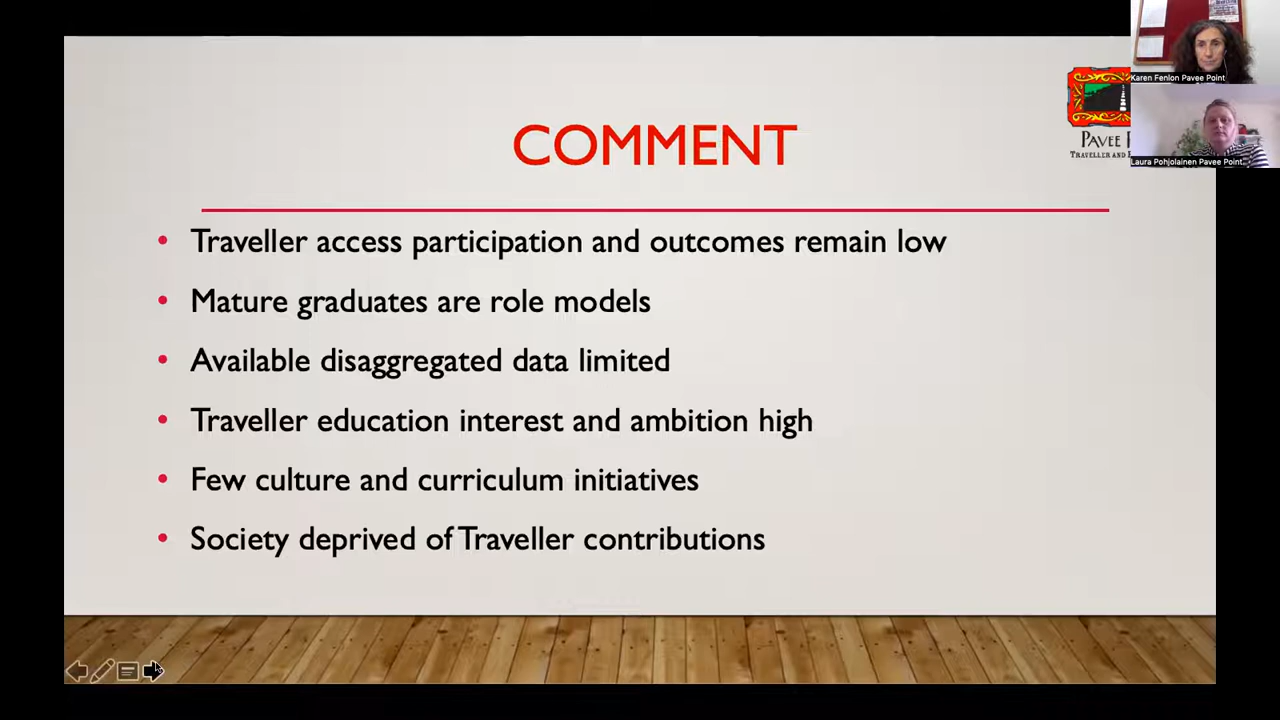 COMMENT
Karen Fenlon Pavee Point
PAVEE
TRAVELLER AND
Laura Pohjolainen Pavee Point...
• Traveller access participation and outcomes remain low
• Mature graduates are role models
• Available disaggregated data limited
• Traveller education interest and ambition high
• Few culture and curriculum initiatives
• Society deprived of Traveller contributions